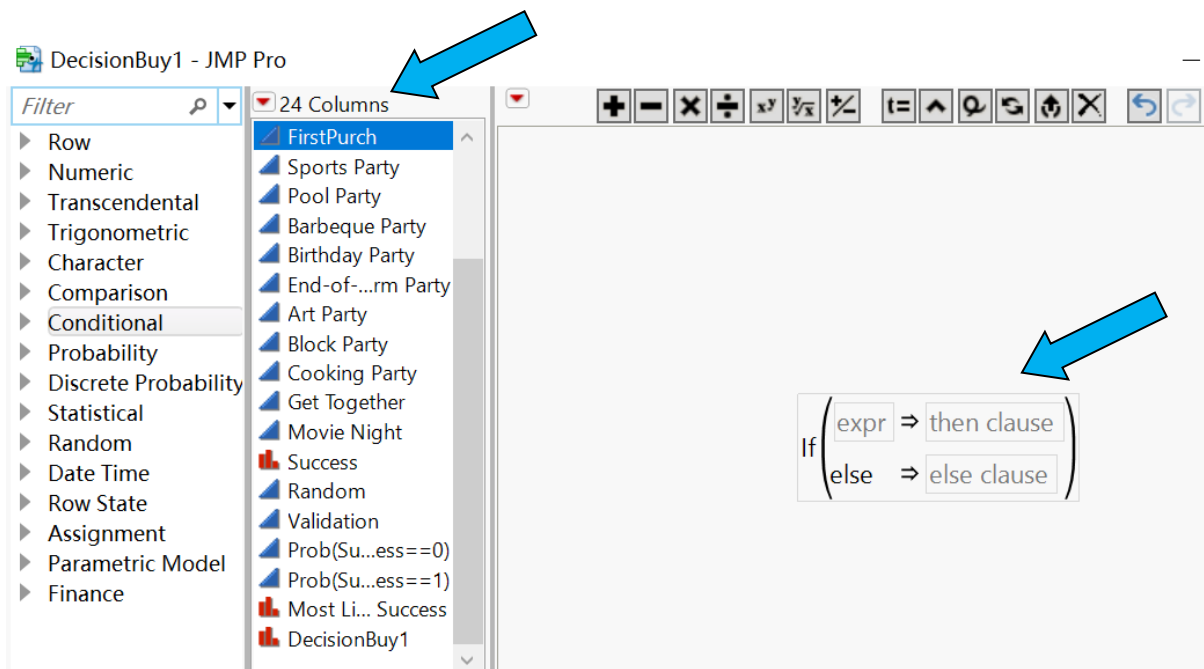 DecisionBuy1 - JMP Pro
Filter
Row
Numeric
Transcendental
Trigonometric
Character
Comparison
Conditional
Probability
Discrete Probability
Statistical
Random
Date Time
Row State
Assignment
Parametric Model
Finance
24 Columns
FirstPurch
Sports Party
Pool Party
Barbeque Party
Birthday Party
End-of-...rm Party
Art Party
Block Party
Cooking Party
Get Together
Movie Night
Success
Random
Validation
Prob(Su...ess==0)
Prob(Su...ess==1)
Most Li... Success
DecisionBuy1
t=
If
expr ⇒ then clause
else ⇒ else clause